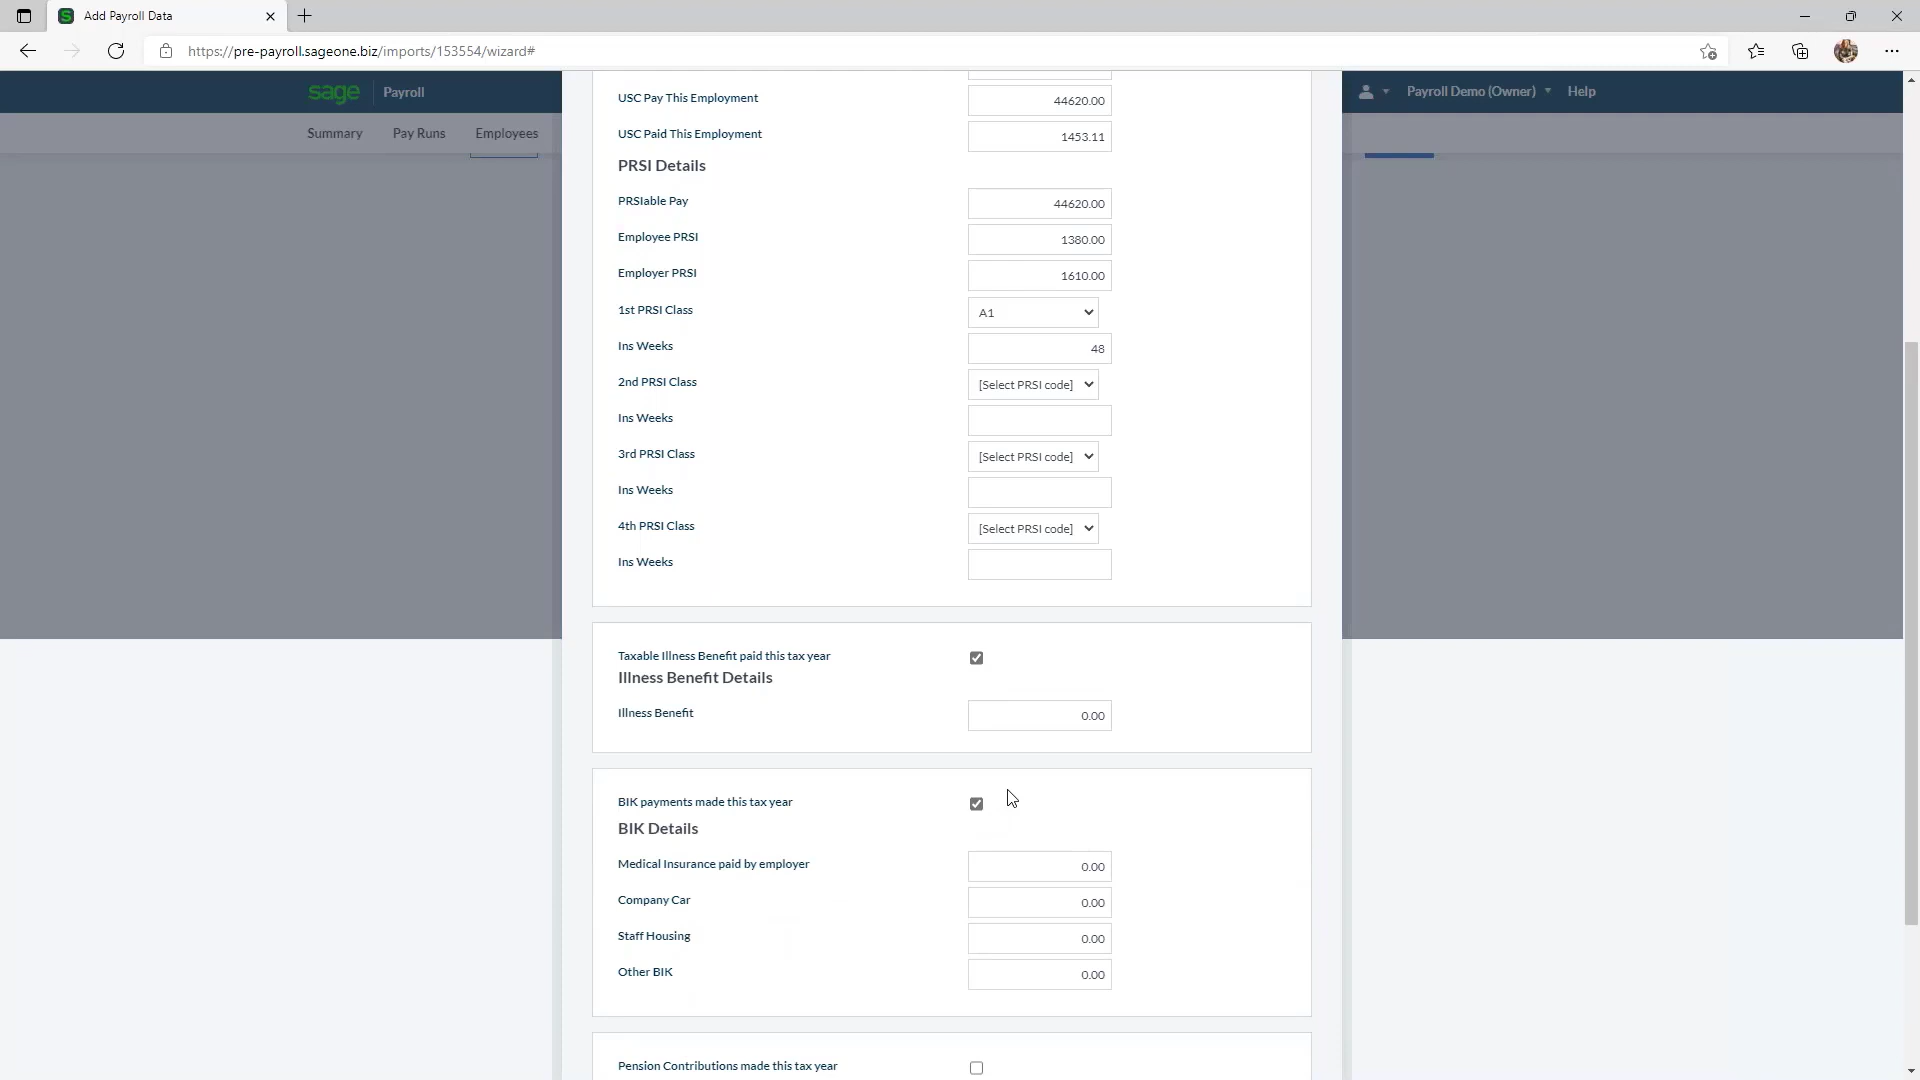 Add Payroll Data
https://pre-payroll.sageone.biz/imports/153554/wizard#
sage Payroll
Payroll Demo (Owner) Help
Summary Pay Runs Employees
USC Pay This Employment 44620.00
USC Paid This Employment 1453.11
PRSI Details
PRSIable Pay 44620.00
Employee PRSI 1380.00
Employer PRSI 1610.00
1st PRSI Class A1
Ins Weeks 48
2nd PRSI Class [Select PRSI code]
Ins Weeks
3rd PRSI Class [Select PRSI code]
Ins Weeks
4th PRSI Class [Select PRSI code]
Ins Weeks
Taxable Illness Benefit paid this tax year
Illness Benefit Details
Illness Benefit 0.00
BIK payments made this tax year
BIK Details
Medical Insurance paid by employer 0.00
Company Car 0.00
Staff Housing 0.00
Other BIK 0.00
Pension Contributions made this tax year